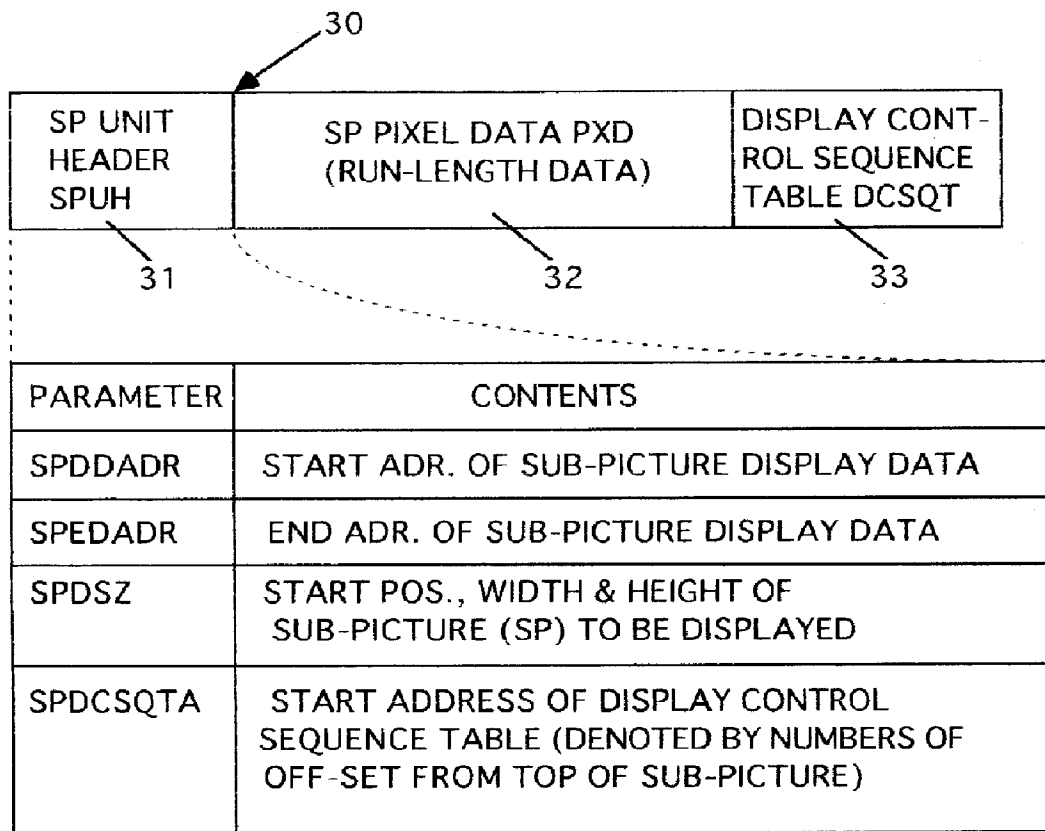 30
SP UNIT
HEADER
SPUH
SP PIXEL DATA PXD
(RUN-LENGTH DATA)
DISPLAY CONT-
ROL SEQUENCE
TABLE DCSQT
31
32
33
PARAMETER
CONTENTS
SPDDADR
START ADR. OF SUB-PICTURE DISPLAY DATA
SPEDADR
END ADR. OF SUB-PICTURE DISPLAY DATA
SPDSZ
START POS., WIDTH & HEIGHT OF
SUB-PICTURE (SP) TO BE DISPLAYED
SPDCSQTA
START ADDRESS OF DISPLAY CONTROL
SEQUENCE TABLE (DENOTED BY NUMBERS OF
OFF-SET FROM TOP OF SUB-PICTURE)